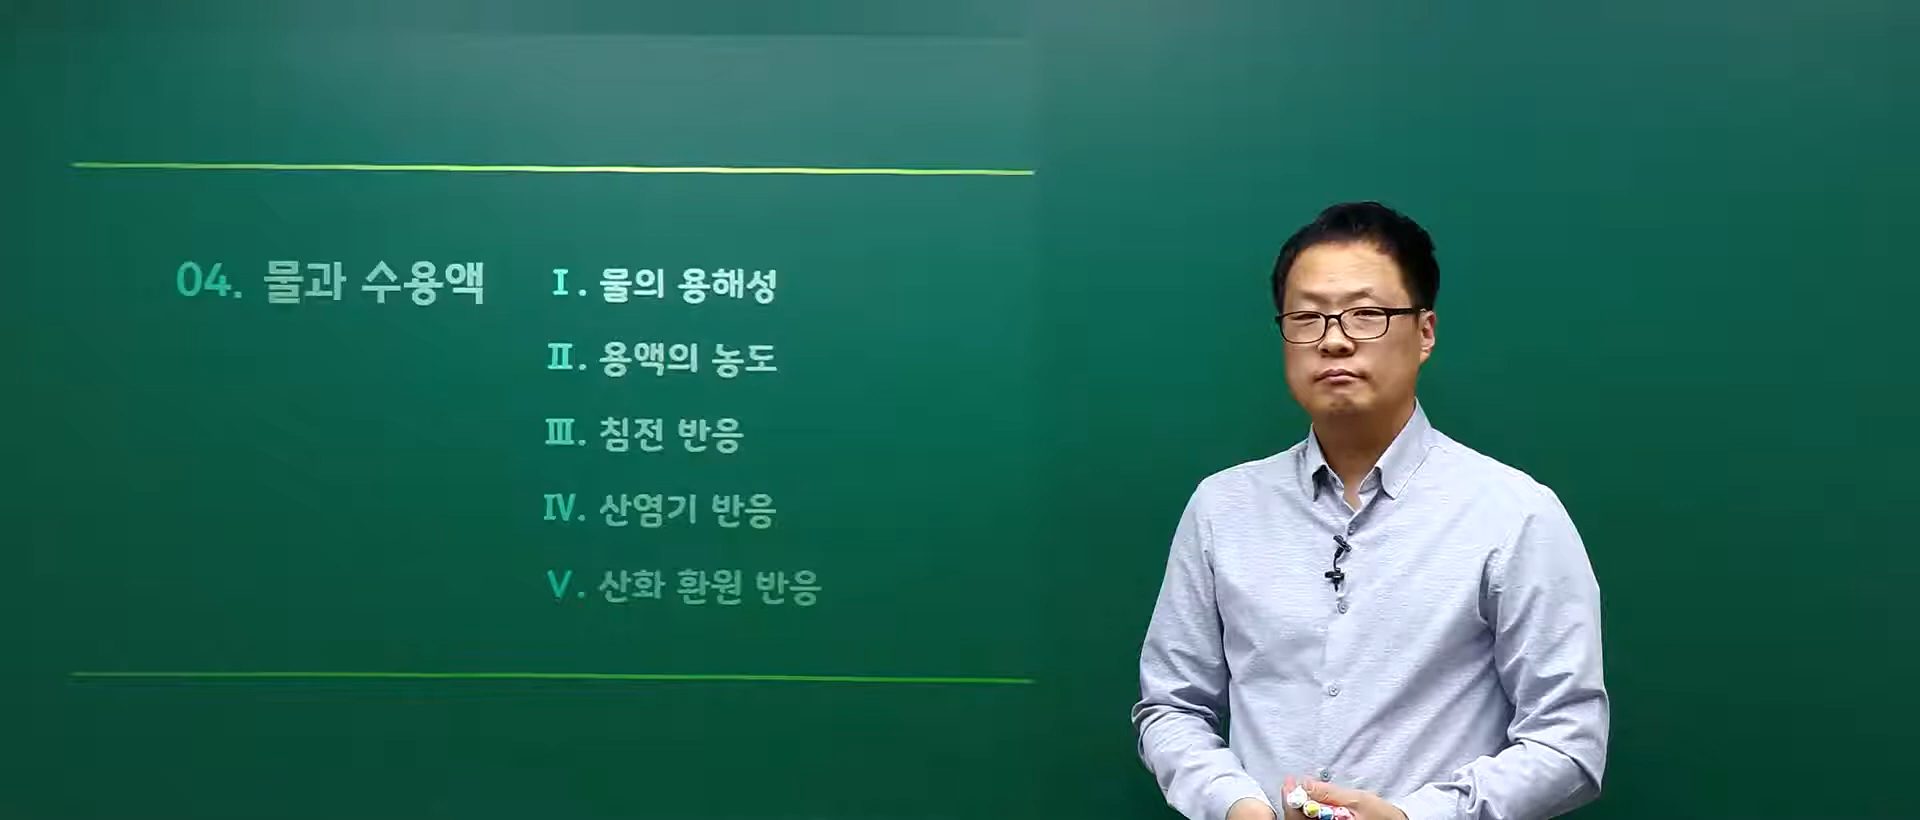 04. 물과 수용액
Ⅰ. 물의 용해성
Ⅱ. 용액의 농도
Ⅲ. 침전 반응
Ⅳ. 산염기 반응
Ⅴ. 산화 환원 반응